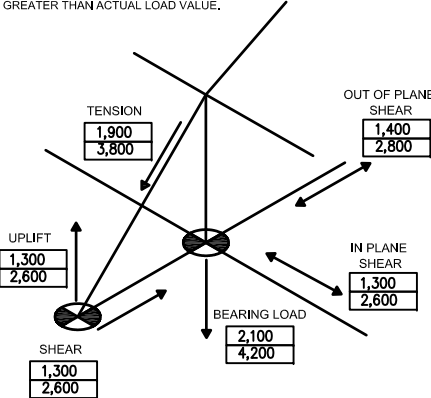 GREATER THAN ACTUAL LOAD VALUE.
TENSION
1,900
3,800
OUT OF PLANE
SHEAR
1,400
2,800
UPLIFT
1,300
2,600
IN PLANE
SHEAR
1,300
2,600
BEARING LOAD
2,100
4,200
SHEAR
1,300
2,600